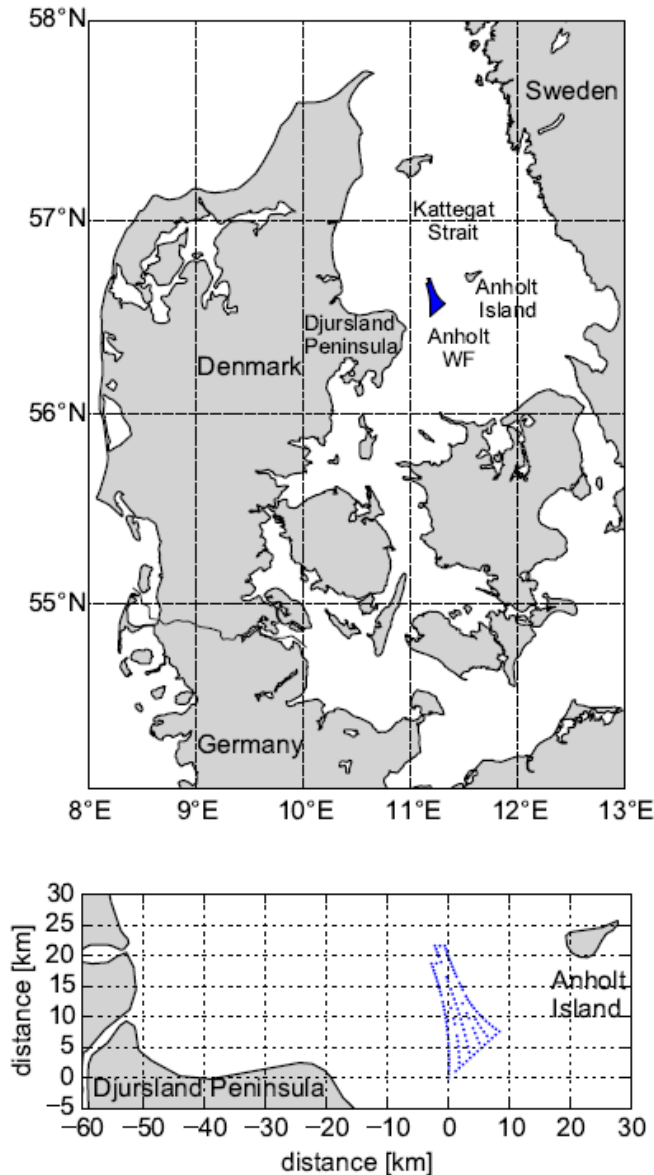 58°N
Sweden
57°N
Kattegat
Strait
Anholt
Island
Djursland
Peninsula
Anholt
WF
Denmark
56°N
55°N
Germany
8°E 9°E 10°E 11°E 12°E 13°E
30
25
20
15
10
5
0
−5
distance [km]
Anholt
Island
Djursland Peninsula
−60 −50 −40 −30 −20 −10 0 10 20 30
distance [km]